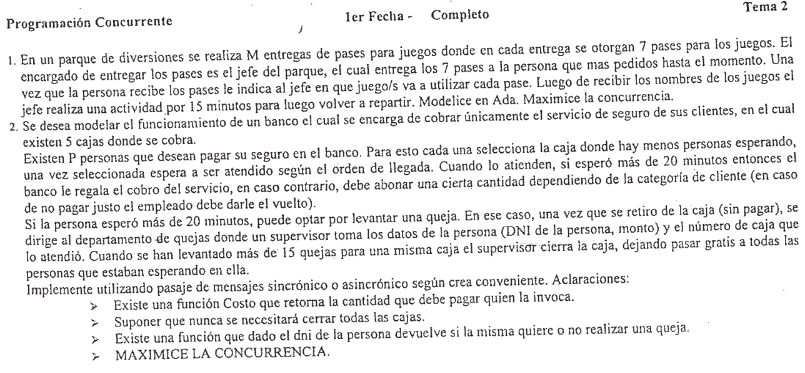 Programación Concurrente
1er Fecha - Completo
Tema 2
1. En un parque de diversiones se realiza M entregas de pases para juegos donde en cada entrega se otorgan 7 pases para los juegos. El
encargado de entregar los pases es el jefe del parque, el cual entrega los 7 pases a la persona que mas pedidos hasta el momento. Una
vez que la persona recibe los pases le indica al jefe en que juego/s va a utilizar cada pase. Luego de recibir los nombres de los juegos el
jefe realiza una actividad por 15 minutos para luego volver a repartir. Modelice en Ada. Maximice la concurrencia.
2. Se desea modelar el funcionamiento de un banco el cual se encarga de cobrar únicamente el servicio de seguro de sus clientes, en el cual
existen 5 cajas donde se cobra.
Existen P personas que desean pagar su seguro en el banco. Para esto cada una selecciona la caja donde hay menos personas esperando,
una vez seleccionada espera a ser atendido según el orden de llegada. Cuando lo atienden, si esperó más de 20 minutos entonces el
banco le regala el cobro del servicio, en caso contrario, debe abonar una cierta cantidad dependiendo de la categoría de cliente (en caso
de no pagar justo el empleado debe darle el vuelto).
Si la persona esperó más de 20 minutos, puede optar por levantar una queja. En ese caso, una vez que se retiro de la caja (sin pagar), se
dirige al departamento de quejas donde un supervisor toma los datos de la persona (DNI de la persona, monto) y el número de caja que
lo atendió. Cuando se han levantado más de 15 quejas para una misma caja el supervisor cierra la caja, dejando pasar gratis a todas las
personas que estaban esperando en ella.
Implemente utilizando pasaje de mensajes sincrónico o asincrónico según crea conveniente. Aclaraciones:
➢ Existe una función Costo que retorna la cantidad que debe pagar quien la invoca.
➢ Suponer que nunca se necesitará cerrar todas las cajas.
➢ Existe una función que dado el dni de la persona devuelve si la misma quiere o no realizar una queja.
➢ MAXIMICE LA CONCURRENCIA.